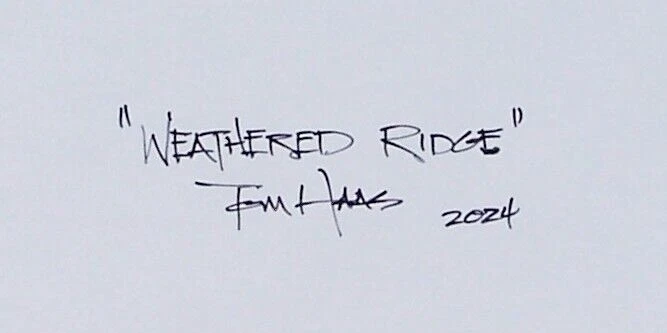 "WEATHERED RIDGE"
TOM HAAS 2024